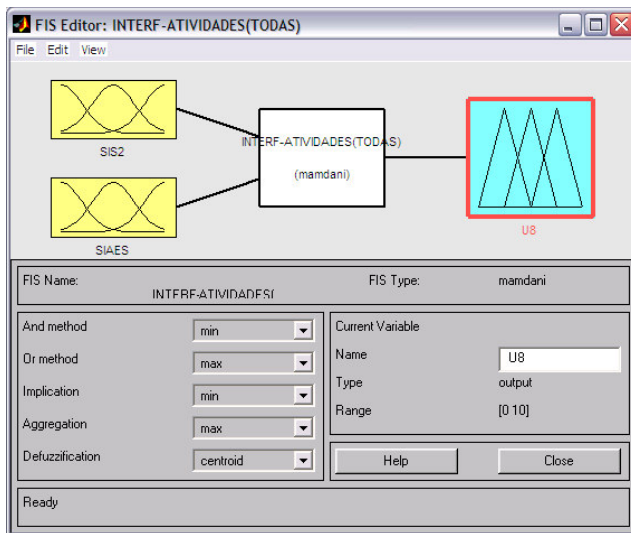 FIS Editor: INTERF-ATIVIDADES(TODAS)
File Edit View
SIS2
SIAES
INTERF-ATIVIDADES(TODAS)
(mamdani)
U8
FIS Name:
INTERF-ATIVIDADES(
FIS Type:
mamdani
And method
min
Or method
max
Implication
min
Aggregation
max
Defuzzification
centroid
Current Variable
Name
U8
Type
output
Range
[0 10]
Help
Close
Ready